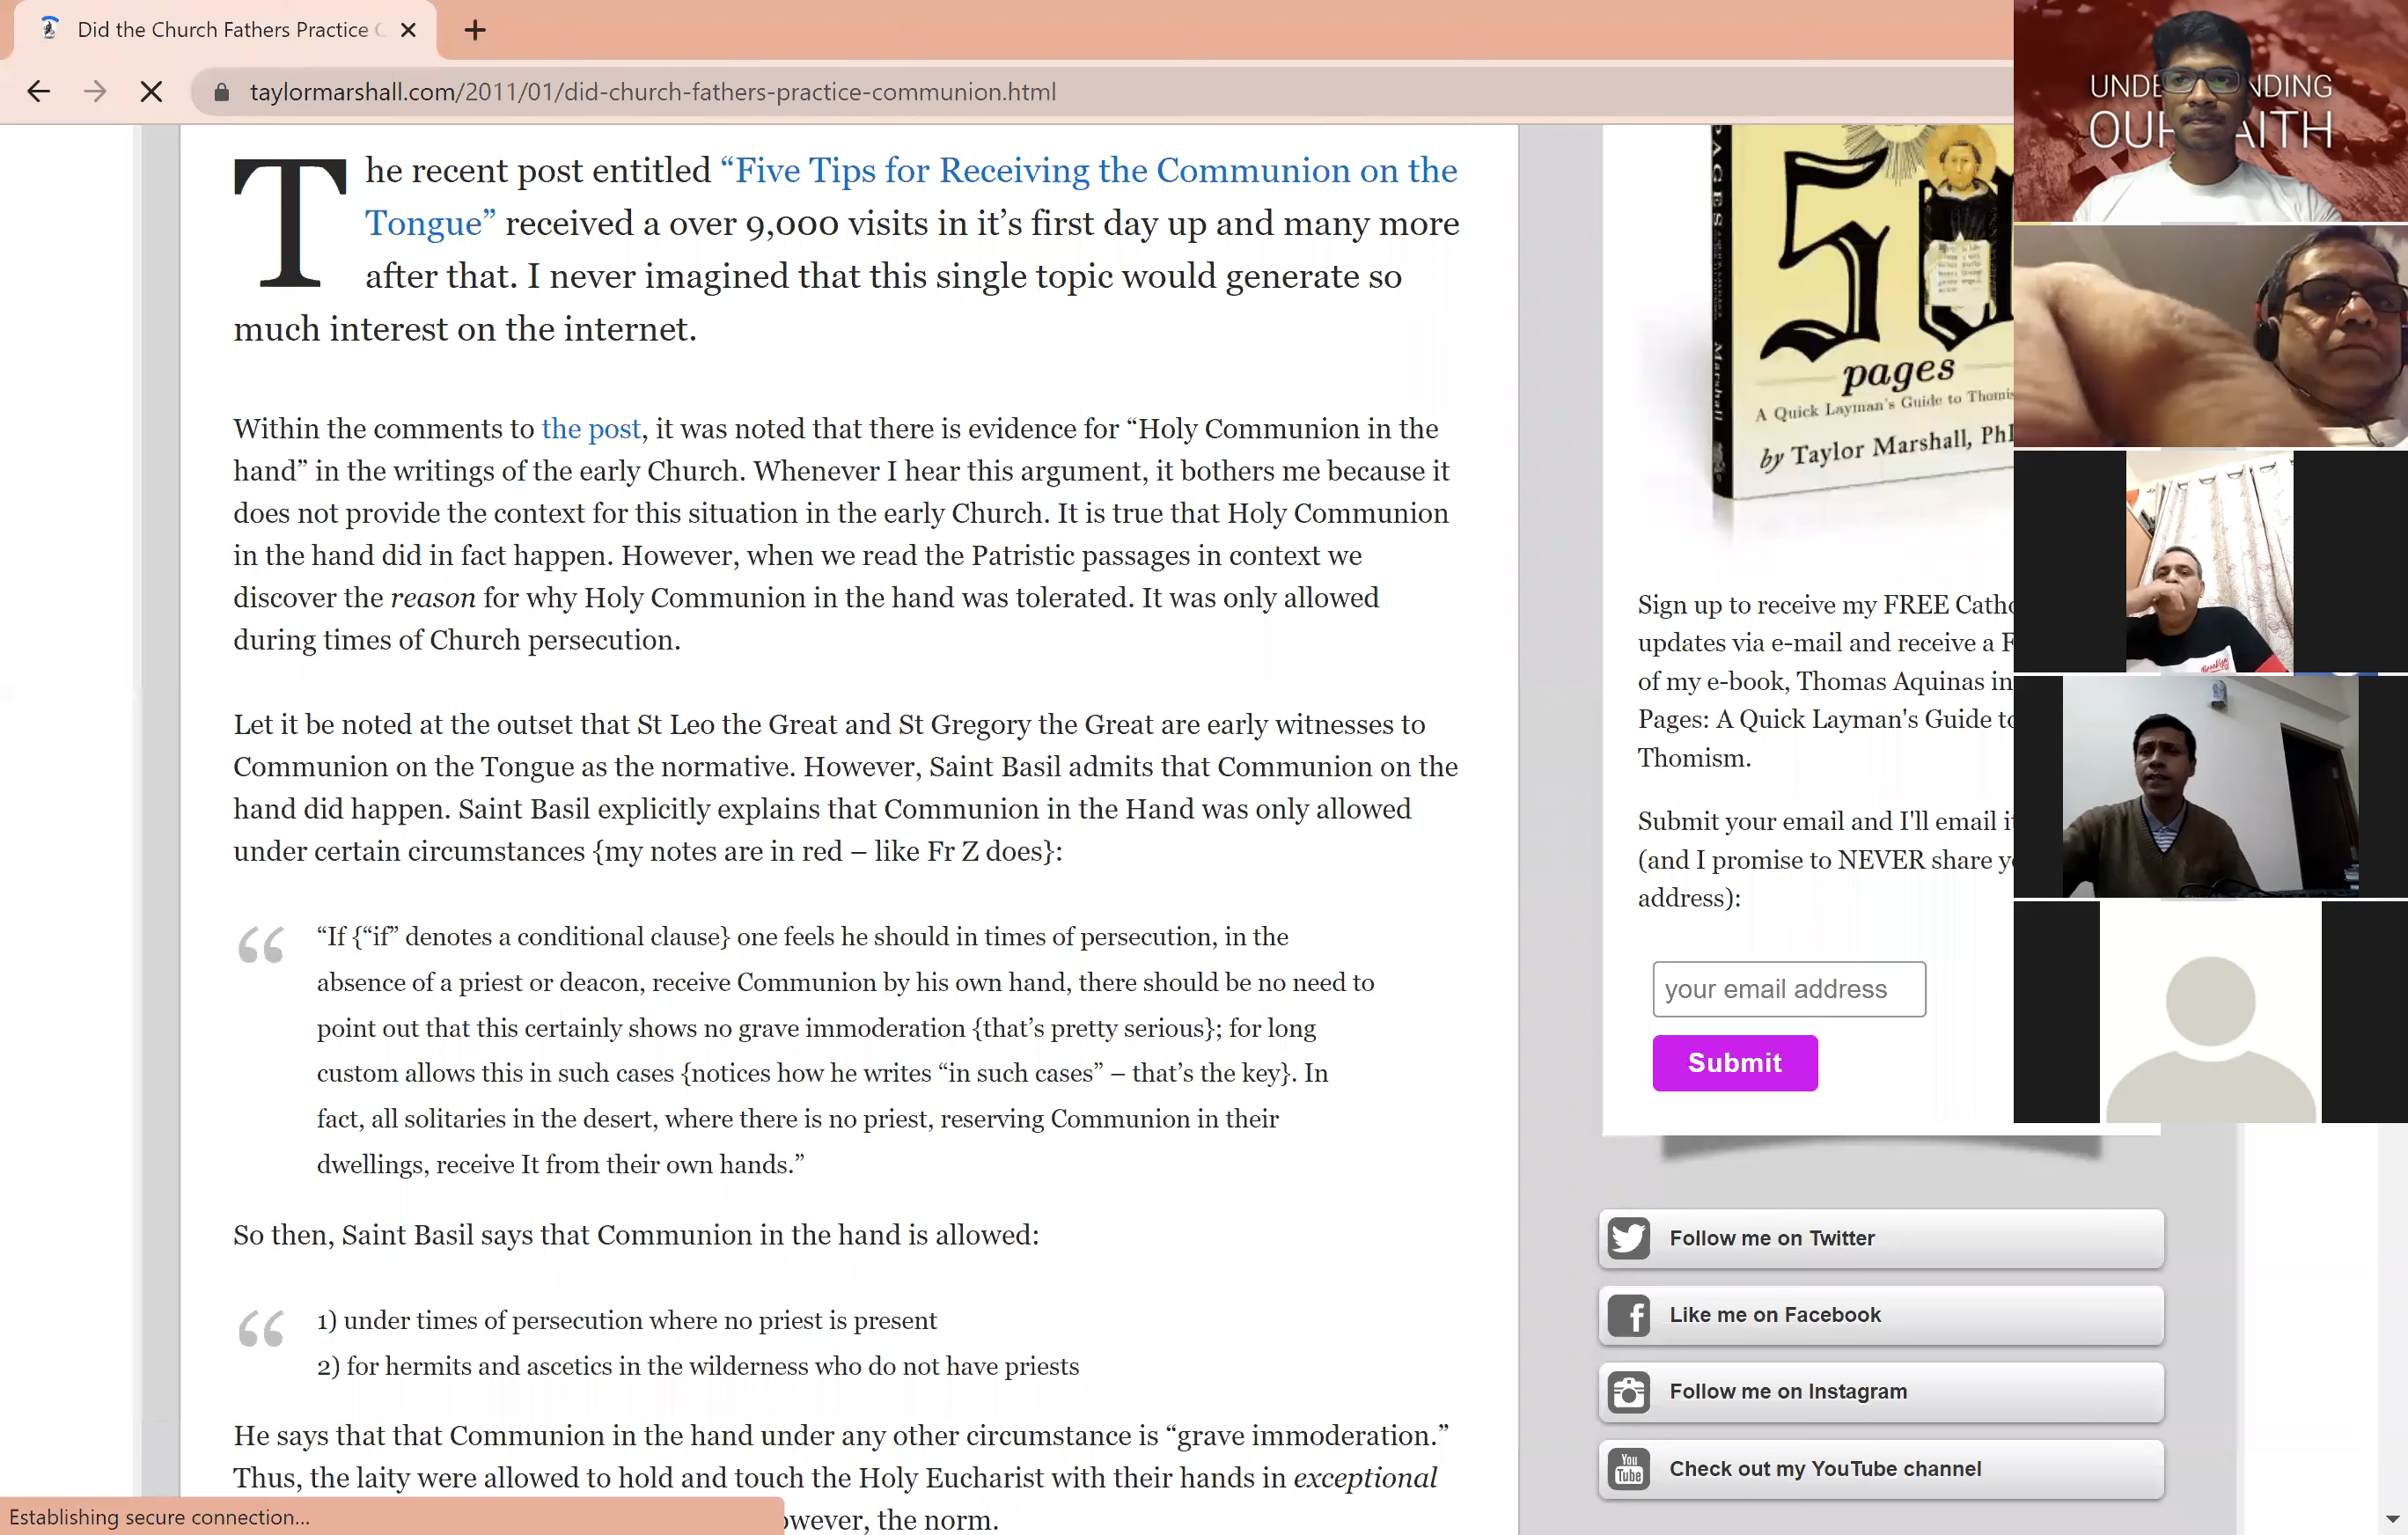 Did the Church Fathers Practice C
taylormarshall.com/2011/01/did-church-fathers-practice-communion.html
The recent post entitled “Five Tips for Receiving the Communion on the
Tongue” received a over 9,000 visits in it’s first day up and many more
after that. I never imagined that this single topic would generate so
much interest on the internet.
Within the comments to the post, it was noted that there is evidence for “Holy Communion in the
hand” in the writings of the early Church. Whenever I hear this argument, it bothers me because it
does not provide the context for this situation in the early Church. It is true that Holy Communion
in the hand did in fact happen. However, when we read the Patristic passages in context we
discover the reason for why Holy Communion in the hand was tolerated. It was only allowed
during times of Church persecution.
Let it be noted at the outset that St Leo the Great and St Gregory the Great are early witnesses to
Communion on the Tongue as the normative. However, Saint Basil admits that Communion on the
hand did happen. Saint Basil explicitly explains that Communion in the Hand was only allowed
under certain circumstances {my notes are in red – like Fr Z does}:
“If {“if” denotes a conditional clause} one feels he should in times of persecution, in the
absence of a priest or deacon, receive Communion by his own hand, there should be no need to
point out that this certainly shows no grave immoderation {that’s pretty serious}; for long
custom allows this in such cases {notices how he writes “in such cases” – that’s the key}. In
fact, all solitaries in the desert, where there is no priest, reserving Communion in their
dwellings, receive It from their own hands.”
So then, Saint Basil says that Communion in the hand is allowed:
1) under times of persecution where no priest is present
2) for hermits and ascetics in the wilderness who do not have priests
He says that that Communion in the hand under any other circumstance is “grave immoderation.”
Thus, the laity were allowed to hold and touch the Holy Eucharist with their hands in exceptional
owever, the norm.
Establishing secure connection...
AGES
Marshall
50
pages
A Quick Layman's Guide to Thomis
by Taylor Marshall, PhD
Sign up to receive my FREE Catho
updates via e-mail and receive a F
of my e-book, Thomas Aquinas in
Pages: A Quick Layman's Guide to
Thomism.
Submit your email and I'll email i
(and I promise to NEVER share y
address):
your email address
Submit
Follow me on Twitter
Like me on Facebook
Follow me on Instagram
You
Tube
Check out my YouTube channel
UNDE NDING
OUR AITH
Brooklyn